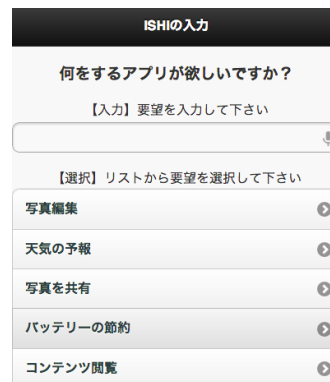 ISHIの入力
何をするアプリが欲しいですか？
【入力】要望を入力して下さい
【選択】リストから要望を選択して下さい
写真編集
天気の予報
写真を共有
バッテリーの節約
コンテンツ閲覧